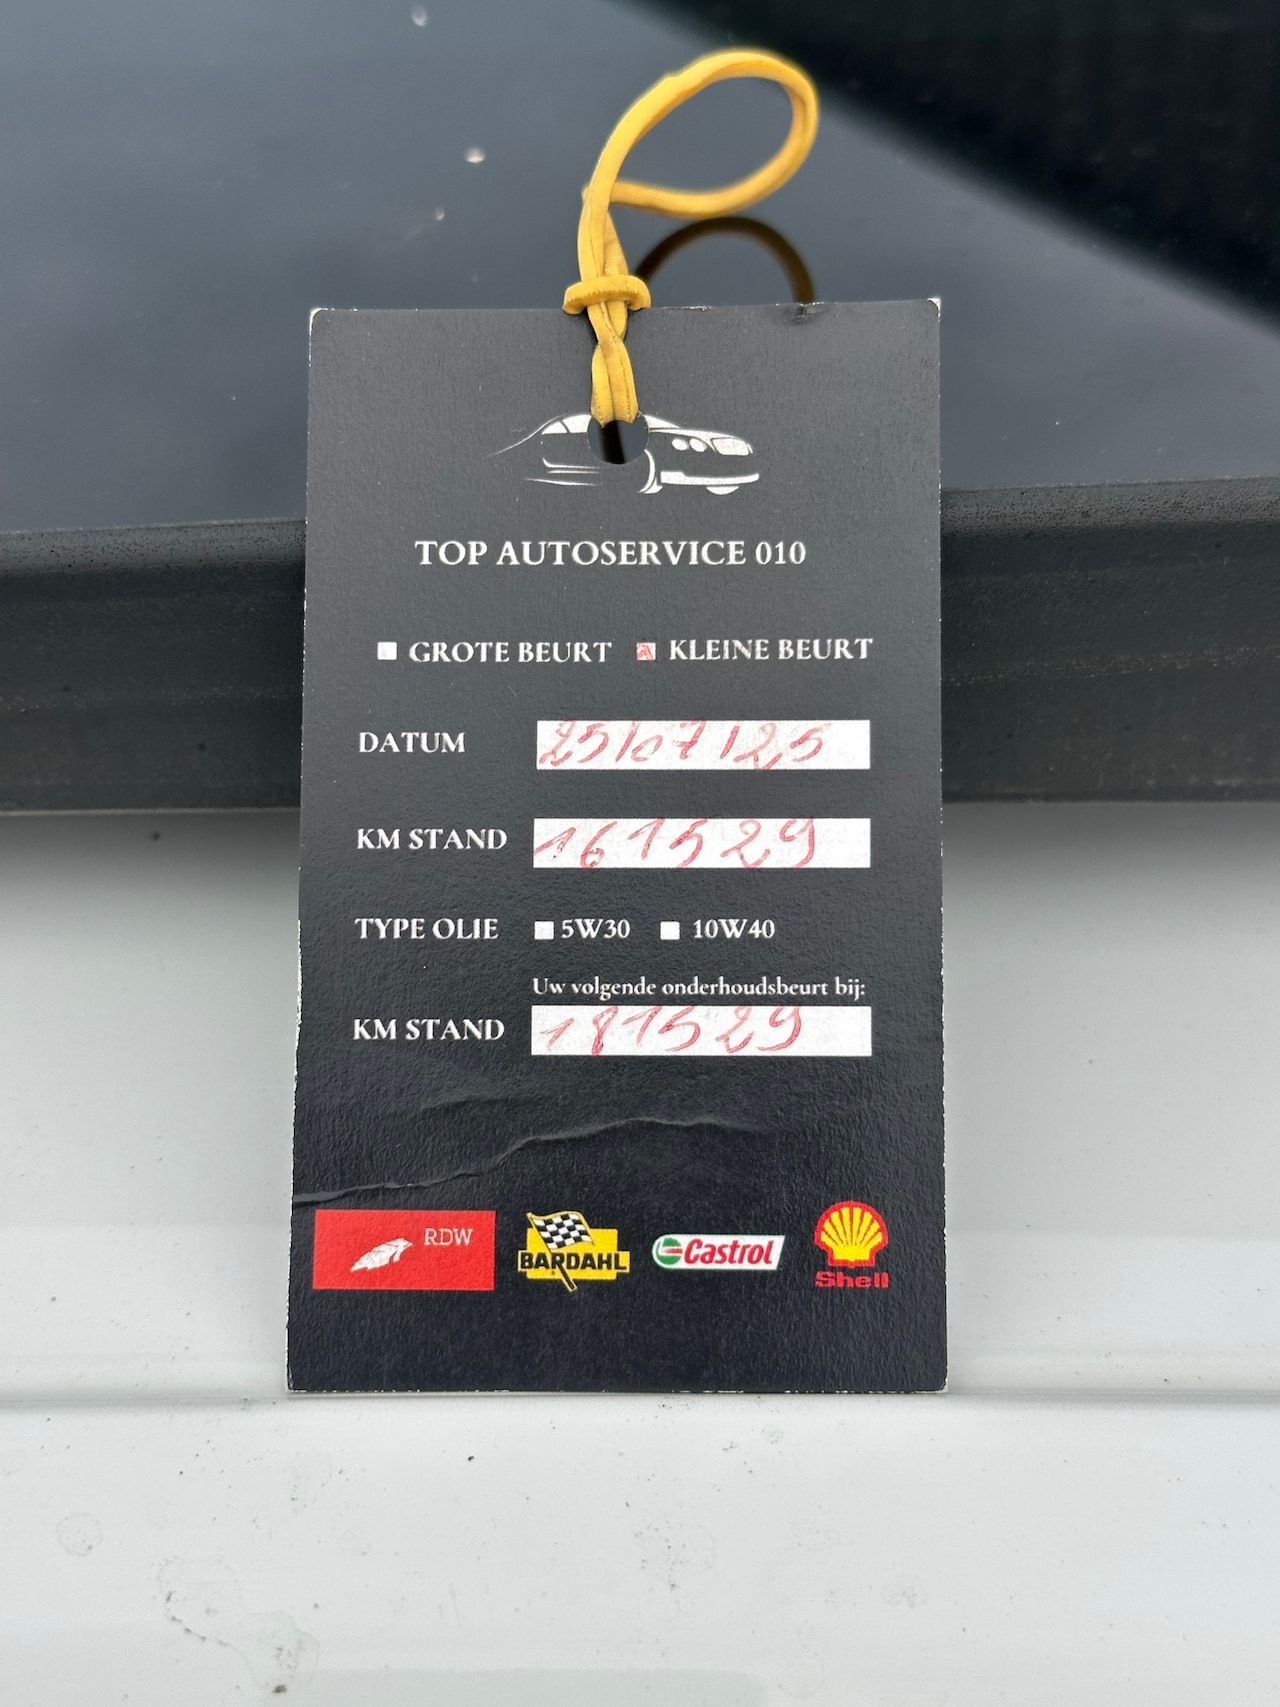 TOP AUTOSERVICE 010
GROTE BEURT KLEINE BEURT
DATUM 25/07/25
KM STAND 161529
TYPE OLIE 5W30 10W40
Uw volgende onderhoudsbeurt bij:
KM STAND 181529
RDW BARDAHL Castrol Shell